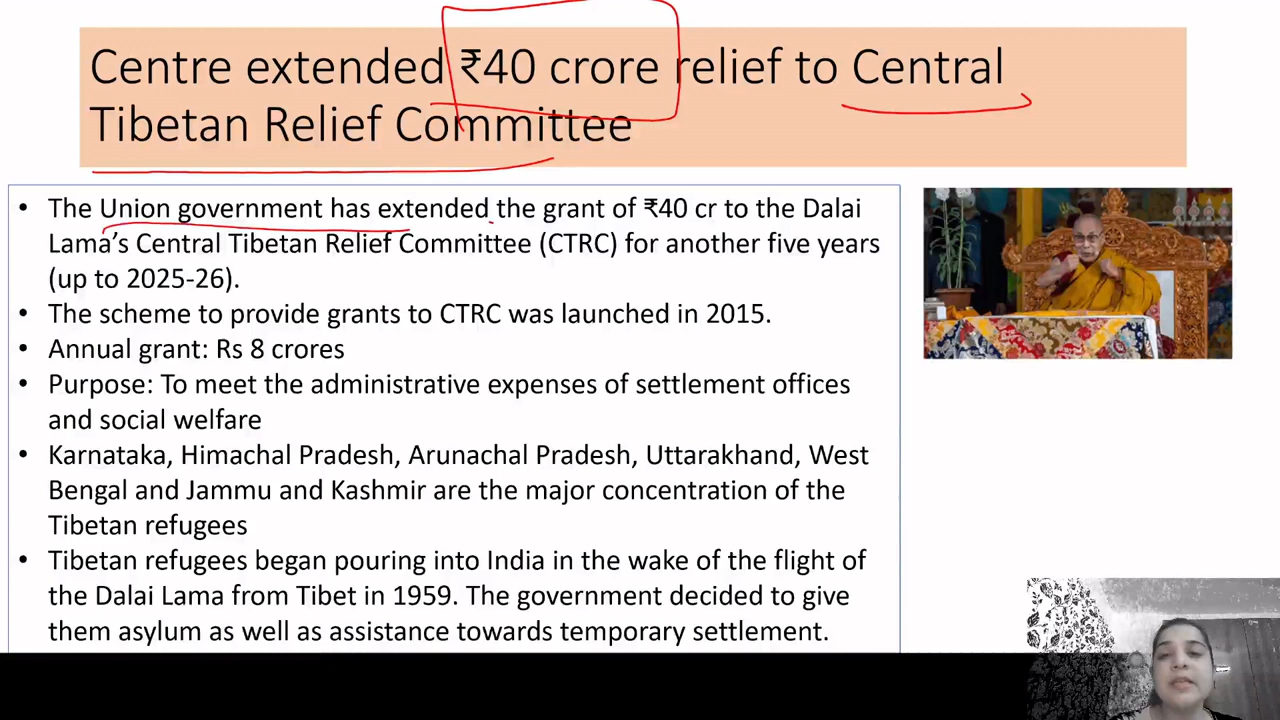 Centre extended ₹40 crore relief to Central
Tibetan Relief Committee
• The Union government has extended the grant of ₹40 cr to the Dalai
Lama’s Central Tibetan Relief Committee (CTRC) for another five years
(up to 2025-26).
• The scheme to provide grants to CTRC was launched in 2015.
• Annual grant: Rs 8 crores
• Purpose: To meet the administrative expenses of settlement offices
and social welfare
• Karnataka, Himachal Pradesh, Arunachal Pradesh, Uttarakhand, West
Bengal and Jammu and Kashmir are the major concentration of the
Tibetan refugees
• Tibetan refugees began pouring into India in the wake of the flight of
the Dalai Lama from Tibet in 1959. The government decided to give
them asylum as well as assistance towards temporary settlement.